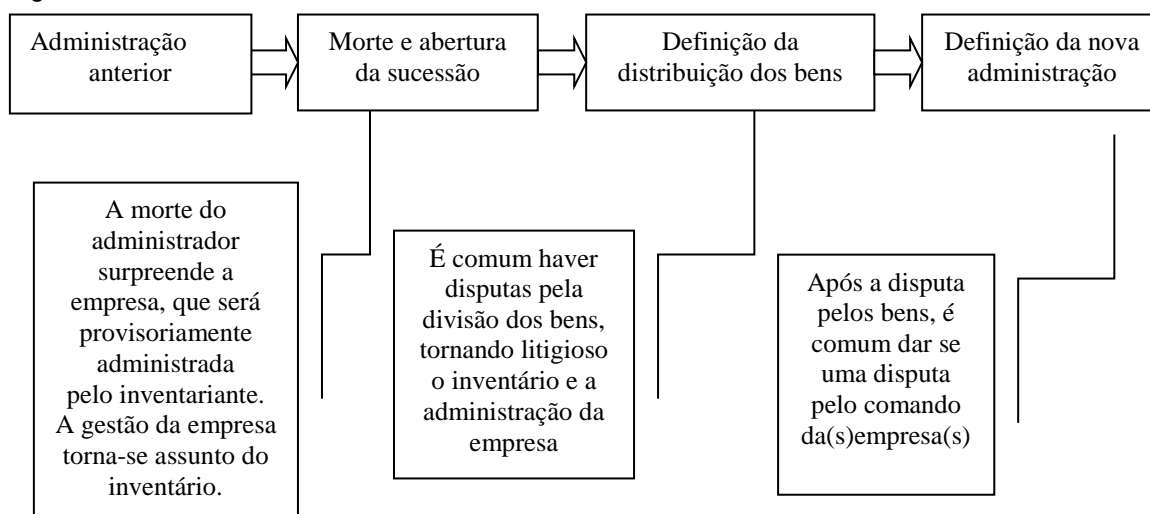 Administração
anterior
Morte e abertura
da sucessão
Definição da
distribuição dos bens
Definição da nova
administração
A morte do
administrador
surpreende a
empresa, que será
provisoriamente
administrada
pelo inventariante.
A gestão da empresa
torna-se assunto do
inventário.
É comum haver
disputas pela
divisão dos bens,
tornando litigioso
o inventário e a
administração da
empresa
Após a disputa
pelos bens, é
comum dar se
uma disputa
pelo comando
da(s)empresa(s)